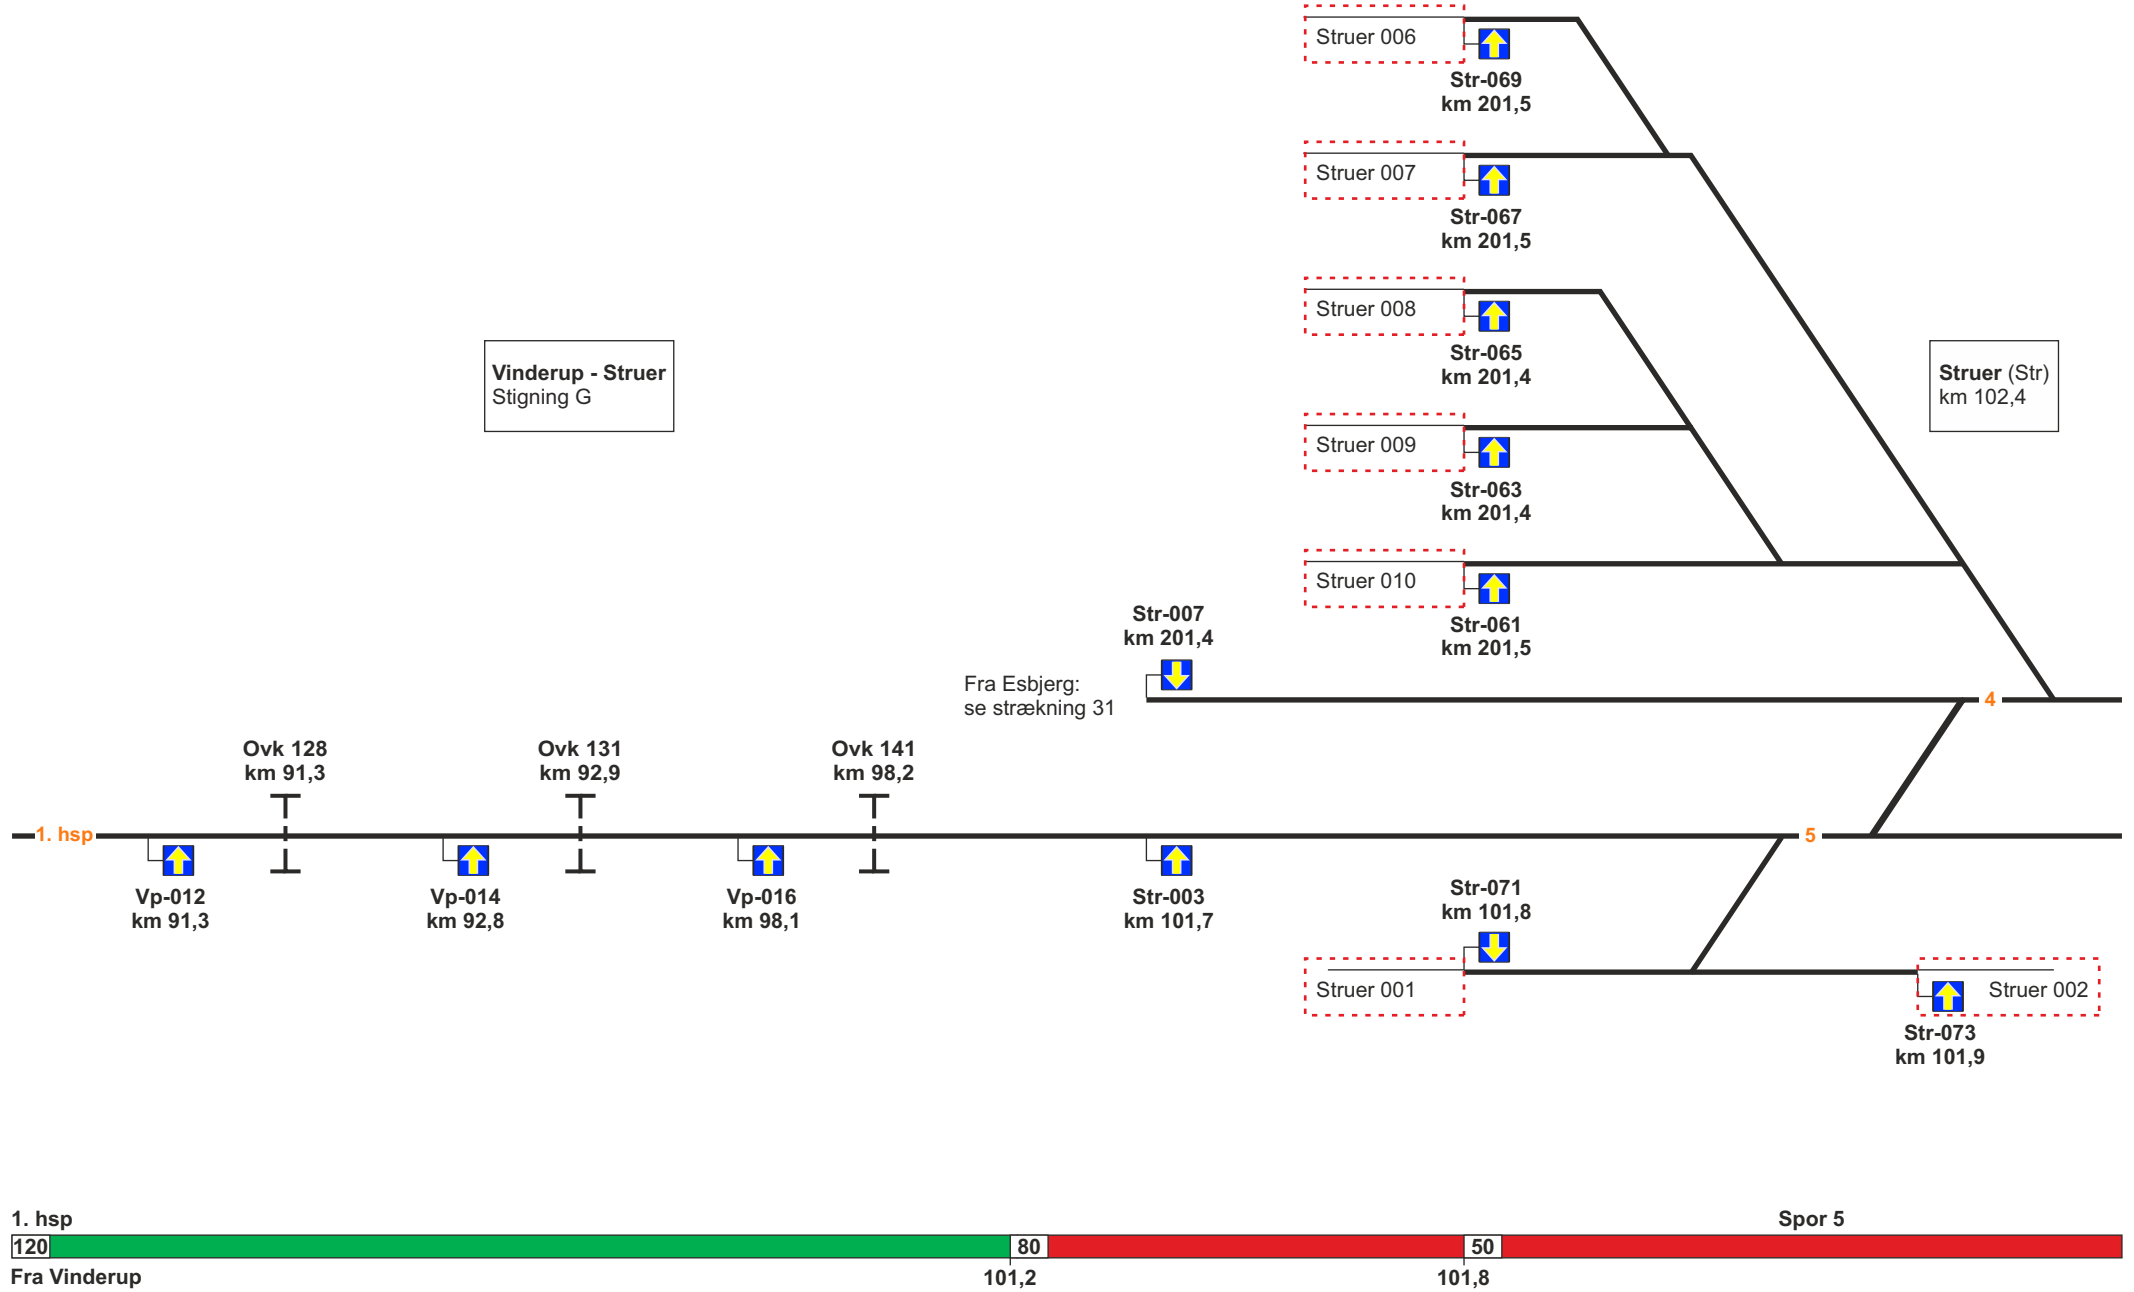 Struer 006
Str-069
km 201,5
Struer 007
Str-067
km 201,5
Struer 008
Str-065
km 201,4
Vinderup - Struer
Stigning G
Struer (Str)
km 102,4
Struer 009
Str-063
km 201,4
Struer 010
Str-061
km 201,5
Str-007
km 201,4
Fra Esbjerg:
se strækning 31
4
Ovk 128
km 91,3
Ovk 131
km 92,9
Ovk 141
km 98,2
1. hsp
5
Vp-012
km 91,3
Vp-014
km 92,8
Vp-016
km 98,1
Str-003
km 101,7
Str-071
km 101,8
Struer 001
Struer 002
Str-073
km 101,9
1. hsp
Spor 5
120
80
50
Fra Vinderup
101,2
101,8